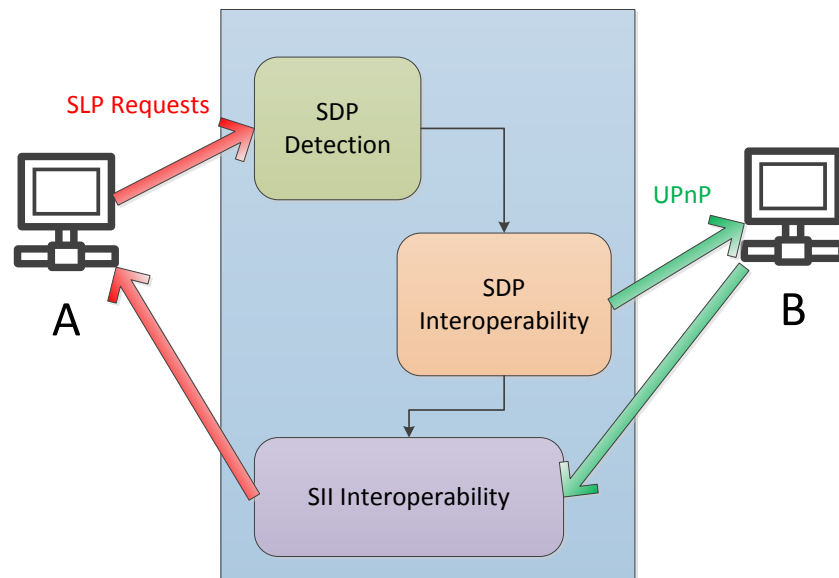 SLP Requests
SDP
Detection
UPnP
SDP
Interoperability
A
B
SII Interoperability